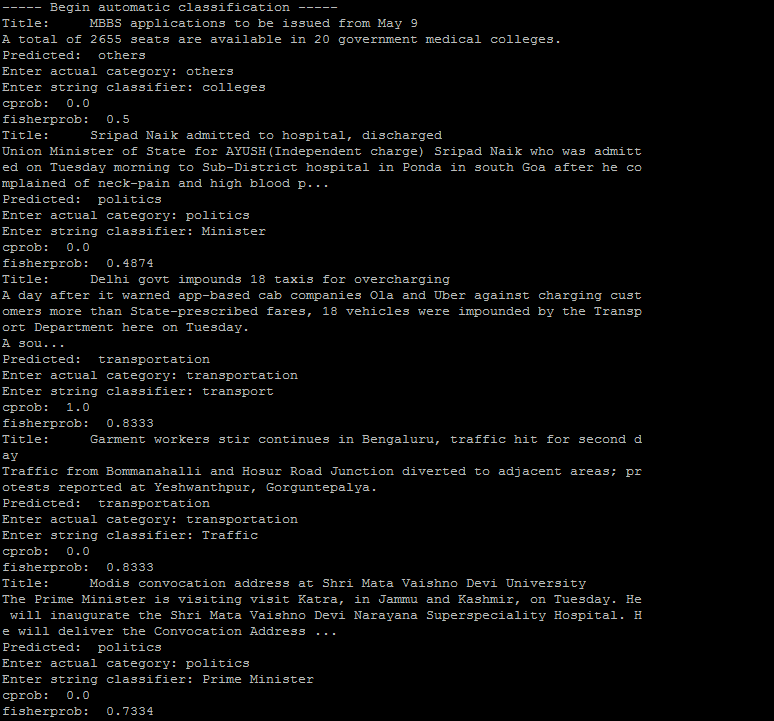 ----- Begin automatic classification -----
Title:     MBBS applications to be issued from May 9
A total of 2655 seats are available in 20 government medical colleges.
Predicted:  others
Enter actual category: others
Enter string classifier: colleges
cprob:  0.0
fisherprob:  0.5
Title:     Sripad Naik admitted to hospital, discharged
Union Minister of State for AYUSH(Independent charge) Sripad Naik who was admitt
ed on Tuesday morning to Sub-District hospital in Ponda in south Goa after he co
mplained of neck-pain and high blood p...
Predicted:  politics
Enter actual category: politics
Enter string classifier: Minister
cprob:  0.0
fisherprob:  0.4874
Title:     Delhi govt impounds 18 taxis for overcharging
A day after it warned app-based cab companies Ola and Uber against charging cust
omers more than State-prescribed fares, 18 vehicles were impounded by the Transp
ort Department here on Tuesday.
A sou...
Predicted:  transportation
Enter actual category: transportation
Enter string classifier: transport
cprob:  1.0
fisherprob:  0.8333
Title:     Garment workers stir continues in Bengaluru, traffic hit for second d
ay
Traffic from Bommanahalli and Hosur Road Junction diverted to adjacent areas; pr
otests reported at Yeshwanthpur, Gorguntepalya.
Predicted:  transportation
Enter actual category: transportation
Enter string classifier: Traffic
cprob:  0.0
fisherprob:  0.8333
Title:     Modis convocation address at Shri Mata Vaishno Devi University
The Prime Minister is visiting visit Katra, in Jammu and Kashmir, on Tuesday. He
 will inaugurate the Shri Mata Vaishno Devi Narayana Superspeciality Hospital. H
e will deliver the Convocation Address ...
Predicted:  politics
Enter actual category: politics
Enter string classifier: Prime Minister
cprob:  0.0
fisherprob:  0.7334